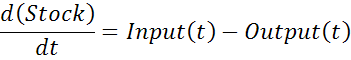 d(Stock)/dt = Input(t) − Output(t)